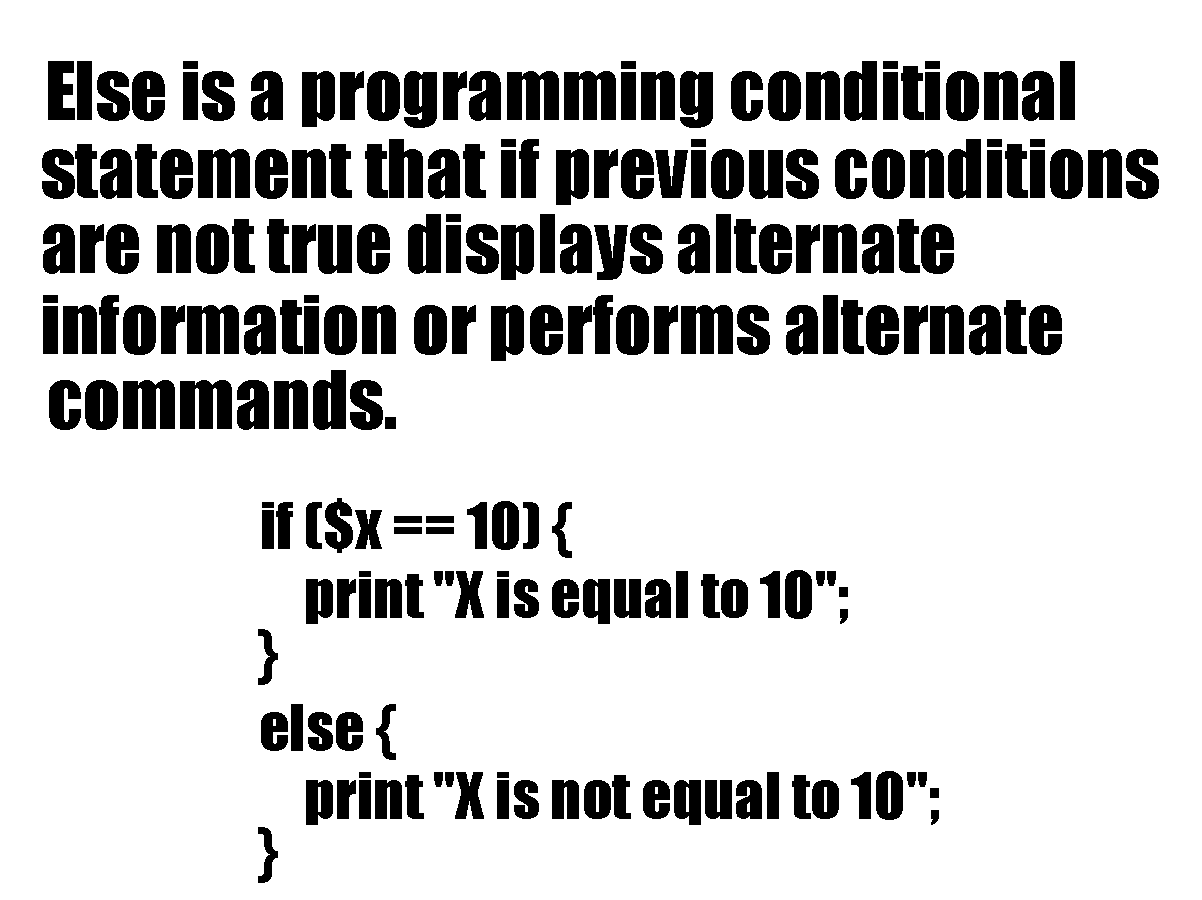 Else is a programming conditional
statement that if previous conditions
are not true displays alternate
information or performs alternate
commands.
if ($x == 10) {
print "X is equal to 10";
}
else {
print "X is not equal to 10";
}